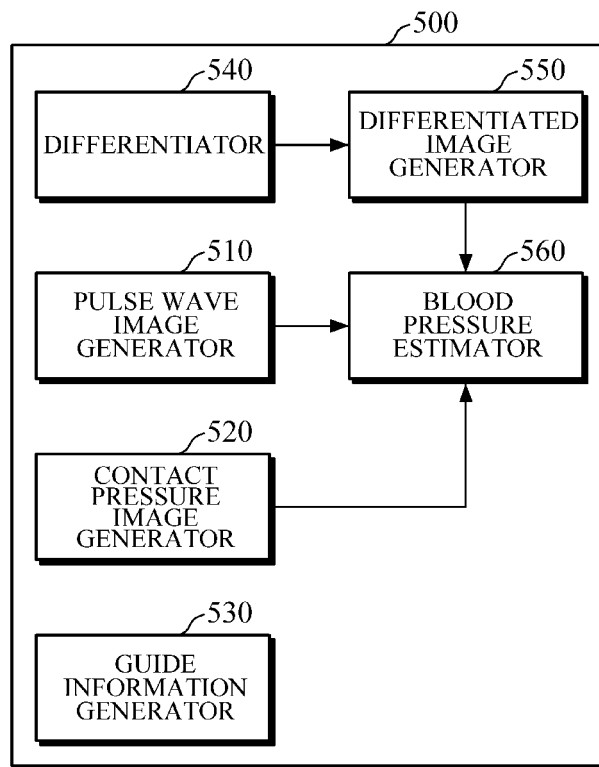 500
540
DIFFERENTIATOR
550
DIFFERENTIATED
IMAGE
GENERATOR
510
PULSE WAVE
IMAGE
GENERATOR
560
BLOOD
PRESSURE
ESTIMATOR
520
CONTACT
PRESSURE
IMAGE
GENERATOR
530
GUIDE
INFORMATION
GENERATOR